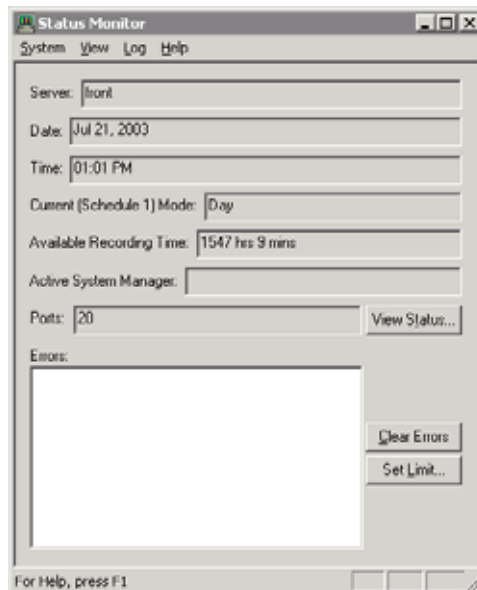 Status Monitor
System View Log Help
Server: front
Date: Jul 21, 2003
Time: 01:01 PM
Current (Schedule 1) Mode: Day
Available Recording Time: 1547 hrs 9 mins
Active System Manager:
Ports: 20 View Status...
Errors:
Clear Errors
Set Limit...
For Help, press F1